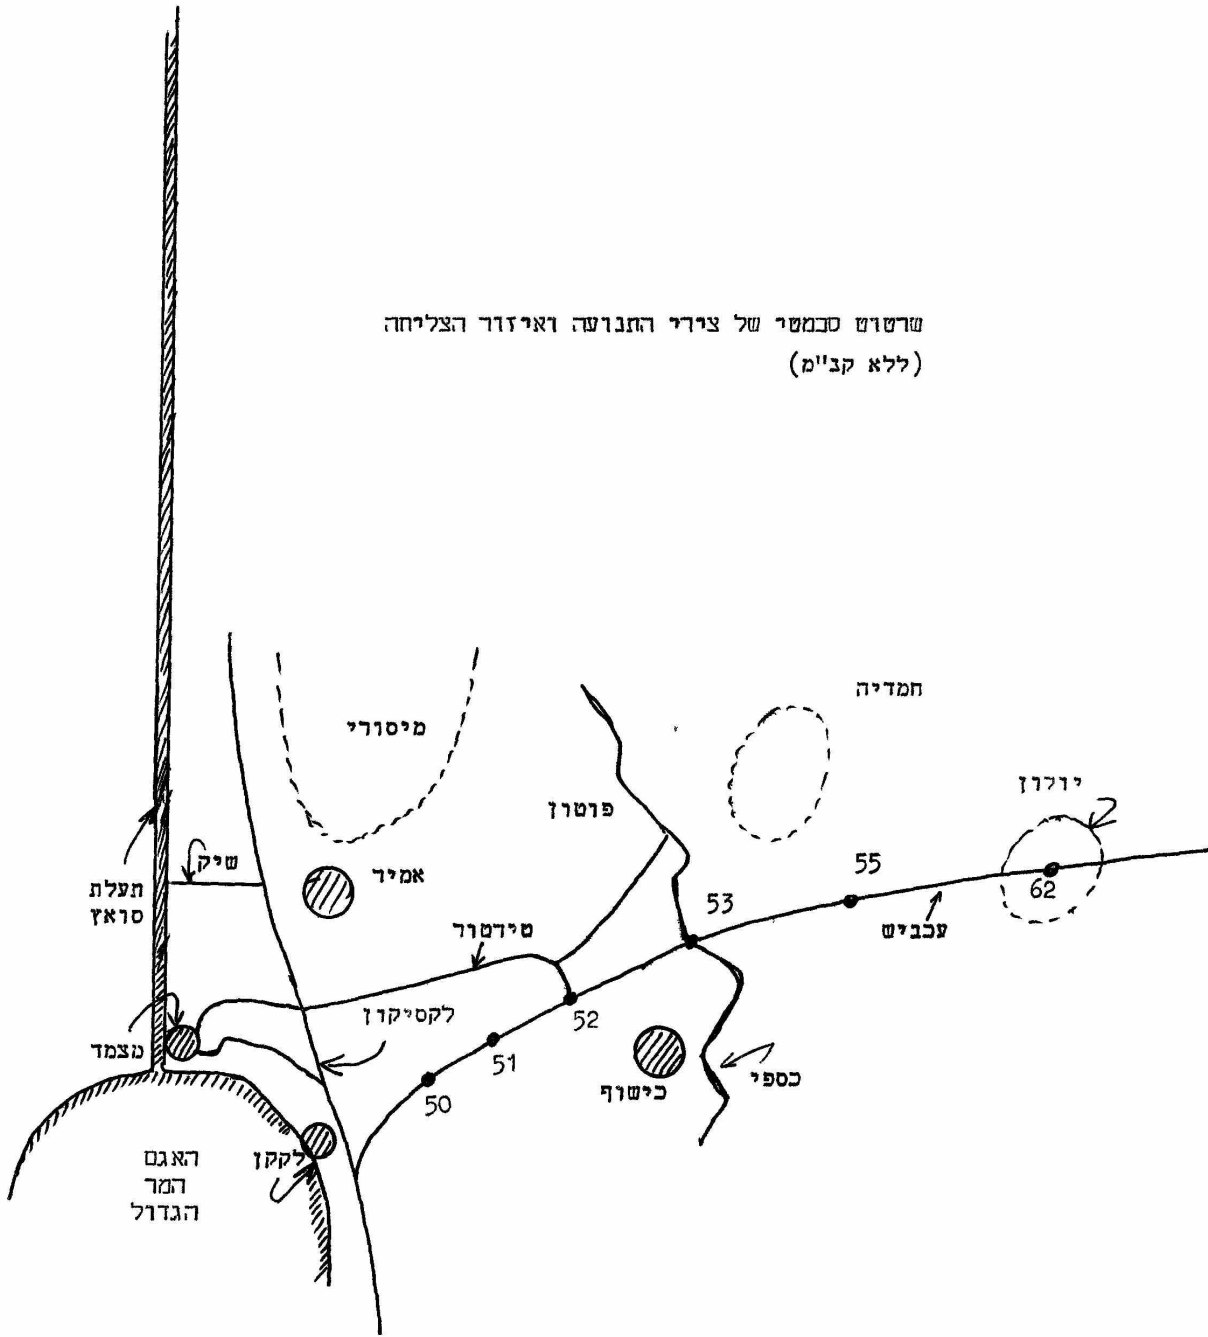 שרטוט סכמטי של צירי התנועה ואיזור הצליחה
(ללא קנ"מ)
חמדיה
מיסורי
יוקון
פוטון
שיק
אמיר
55
תעלת
סואץ
53
62
עכביש
טירטור
לקסיקון
52
מצמד
51
כישוף
כספי
50
האגם
המר
הגדול
לקקן